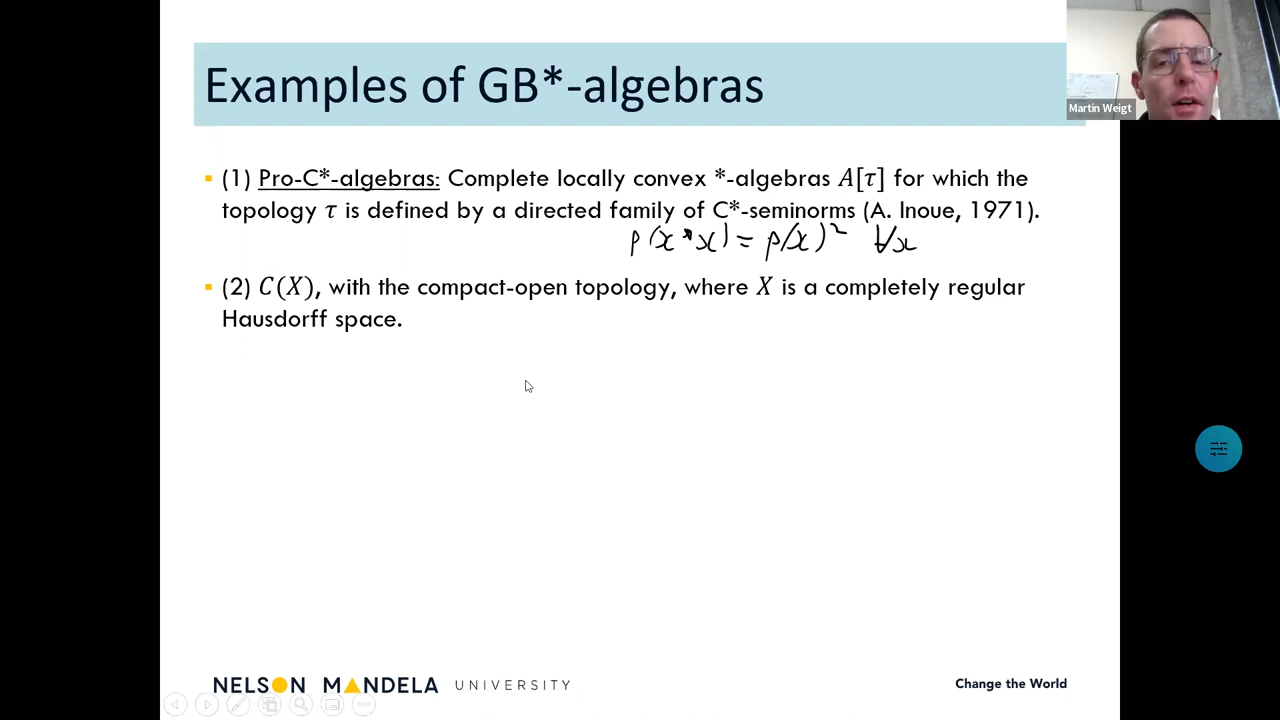 Examples of GB*-algebras
Martin Weigt
▪ (1) Pro-C*-algebras: Complete locally convex *-algebras A[τ] for which the
topology τ is defined by a directed family of C*-seminorms (A. Inoue, 1971).
p(x*x) = p(x)² ∀x
▪ (2) C(X), with the compact-open topology, where X is a completely regular
Hausdorff space.
NELSON MANDELA UNIVERSITY
Change the World